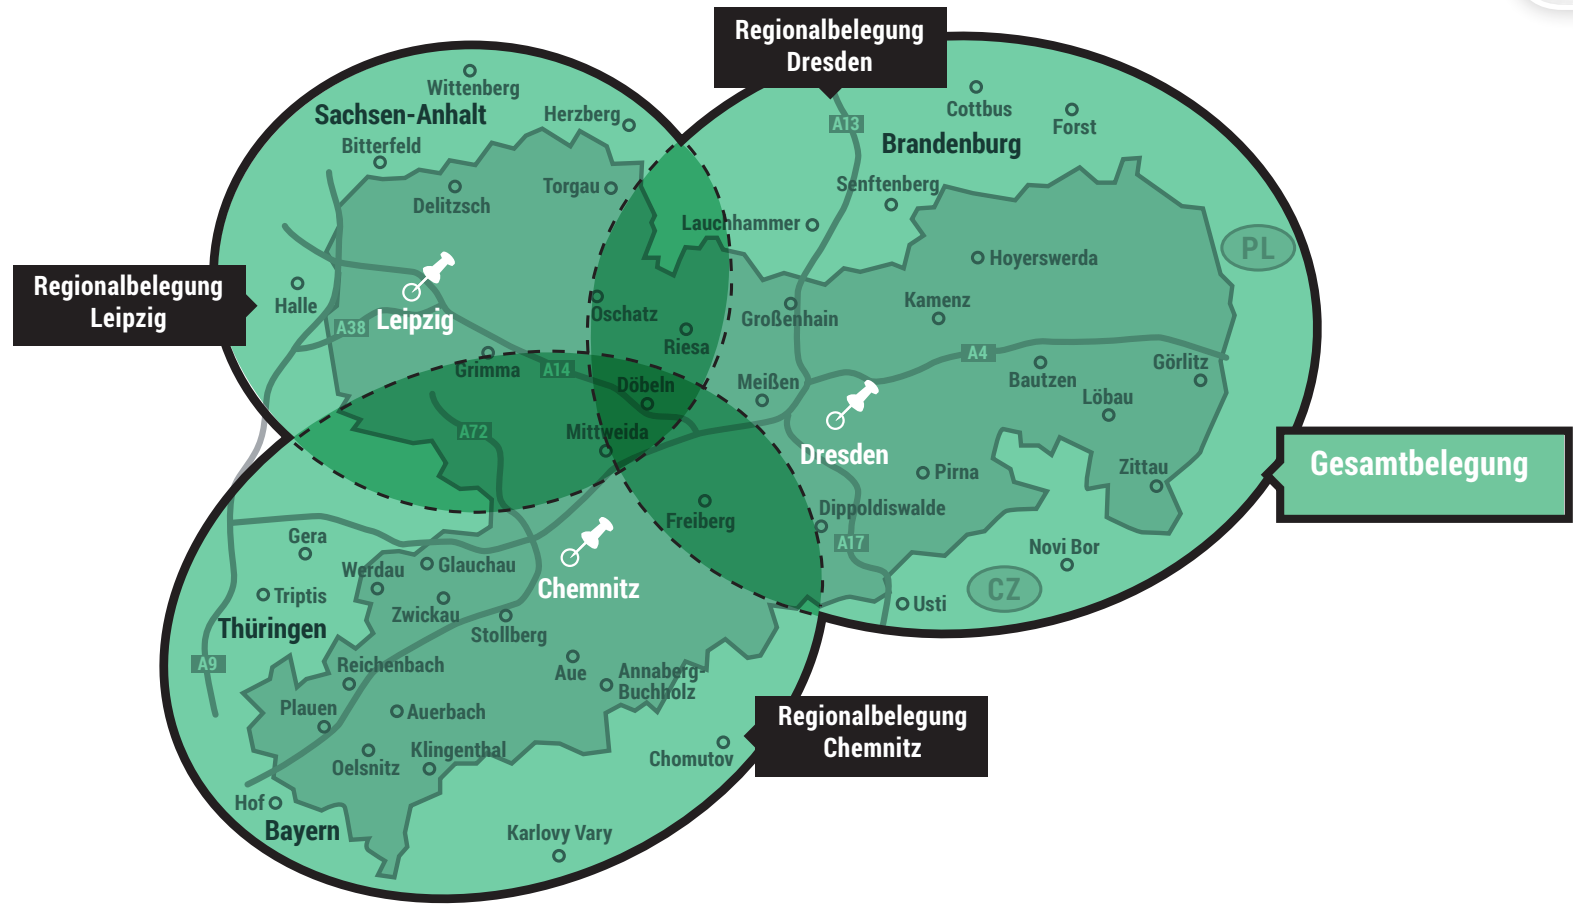 Regionalbelegung
Dresden
Wittenberg
Sachsen-Anhalt
Herzberg
Cottbus
Forst
A13
Brandenburg
Bitterfeld
Torgau
Delitzsch
Senftenberg
Lauchhammer
PL
Hoyerswerda
Regionalbelegung
Leipzig
Halle
A38
Leipzig
Oschatz
Großenhain
Kamenz
Riesa
A4
Grimma
A14
Döbeln
Meißen
Bautzen
Görlitz
Löbau
A72
Mittweida
Dresden
Pirna
Zittau
Gesamtbelegung
Freiberg
Dippoldiswalde
A17
Gera
Werdau
Glauchau
Chemnitz
Novi Bor
CZ
Triptis
Zwickau
Usti
Thüringen
Stollberg
A9
Reichenbach
Aue
Annaberg-
Buchholz
Plauen
Auerbach
Regionalbelegung
Chemnitz
Oelsnitz
Klingenthal
Chomutov
Hof
Bayern
Karlovy Vary